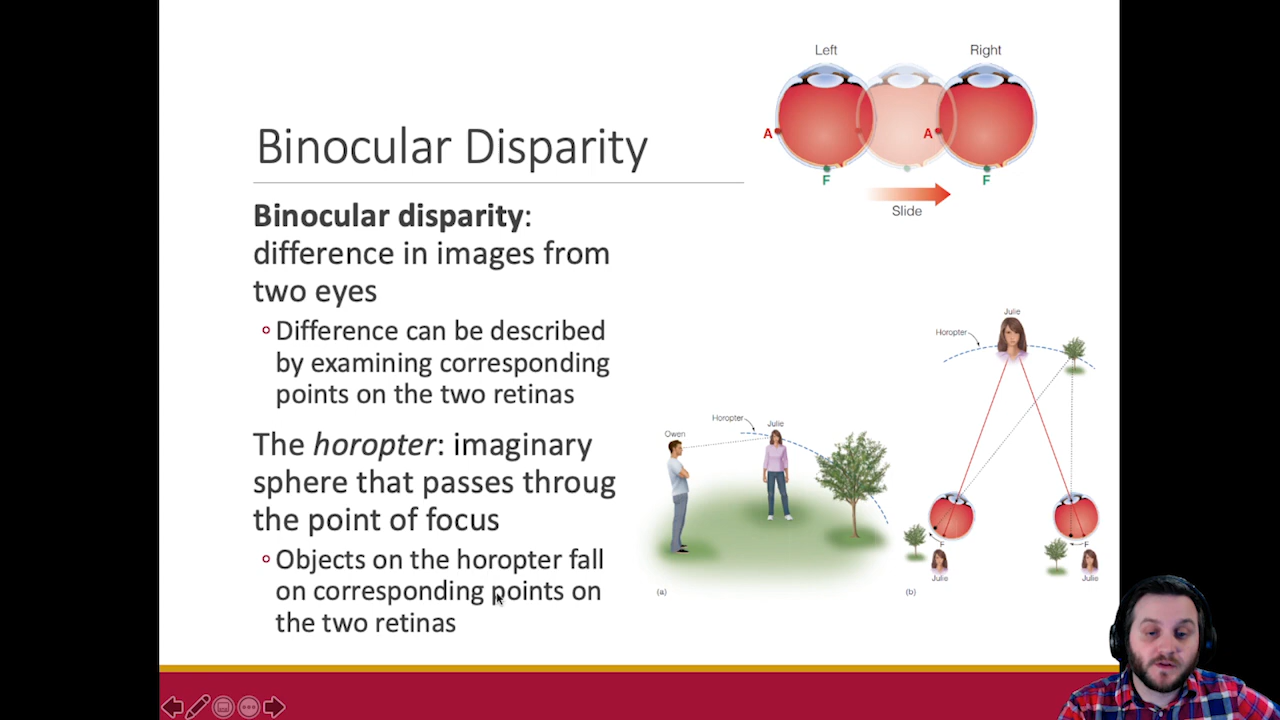 Left
Right
A
A
F
F
Slide
Binocular Disparity
Binocular disparity:
difference in images from
two eyes
Difference can be described
by examining corresponding
points on the two retinas
The horopter: imaginary
sphere that passes throug
the point of focus
Objects on the horopter fall
on corresponding points on
the two retinas
Owen
Horopter
Julie
(a)
Julie
Horopter
F
Julie
F
Julie
(b)